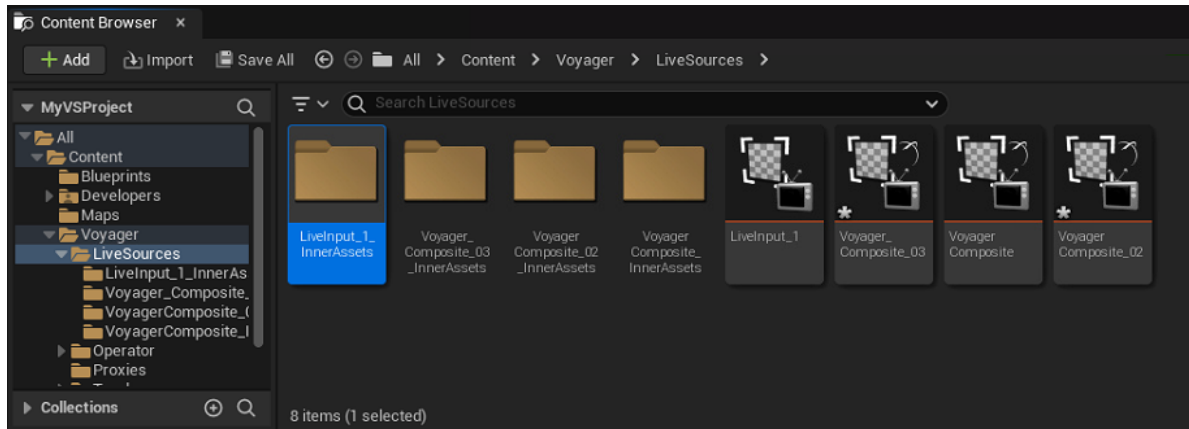 Content Browser ×
+ Add Import Save All All > Content > Voyager > LiveSources >
MyVSProject
All
Content
Blueprints
Developers
Maps
Voyager
LiveSources
LiveInput_1_InnerAs
Voyager_Composite_
VoyagerComposite_
VoyagerComposite_I
Operator
Proxies
Collections
Search LiveSources
LiveInput_1_
InnerAssets
Voyager_
Composite_03
_InnerAssets
Voyager
Composite_02
_InnerAssets
Voyager
Composite_
InnerAssets
LiveInput_1
Voyager_
Composite_03
Voyager
Composite
Voyager
Composite_02
8 items (1 selected)